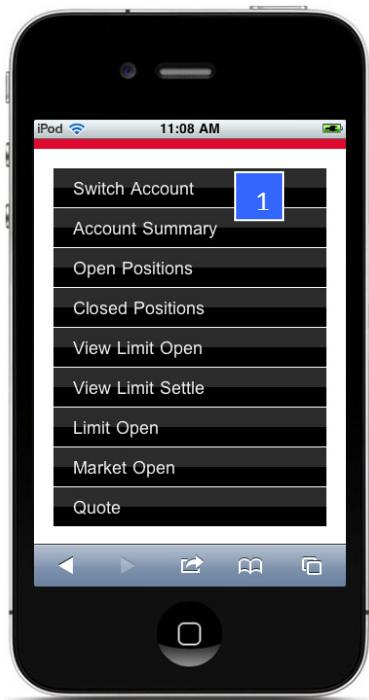 iPod 11:08 AM
Switch Account
1
Account Summary
Open Positions
Closed Positions
View Limit Open
View Limit Settle
Limit Open
Market Open
Quote